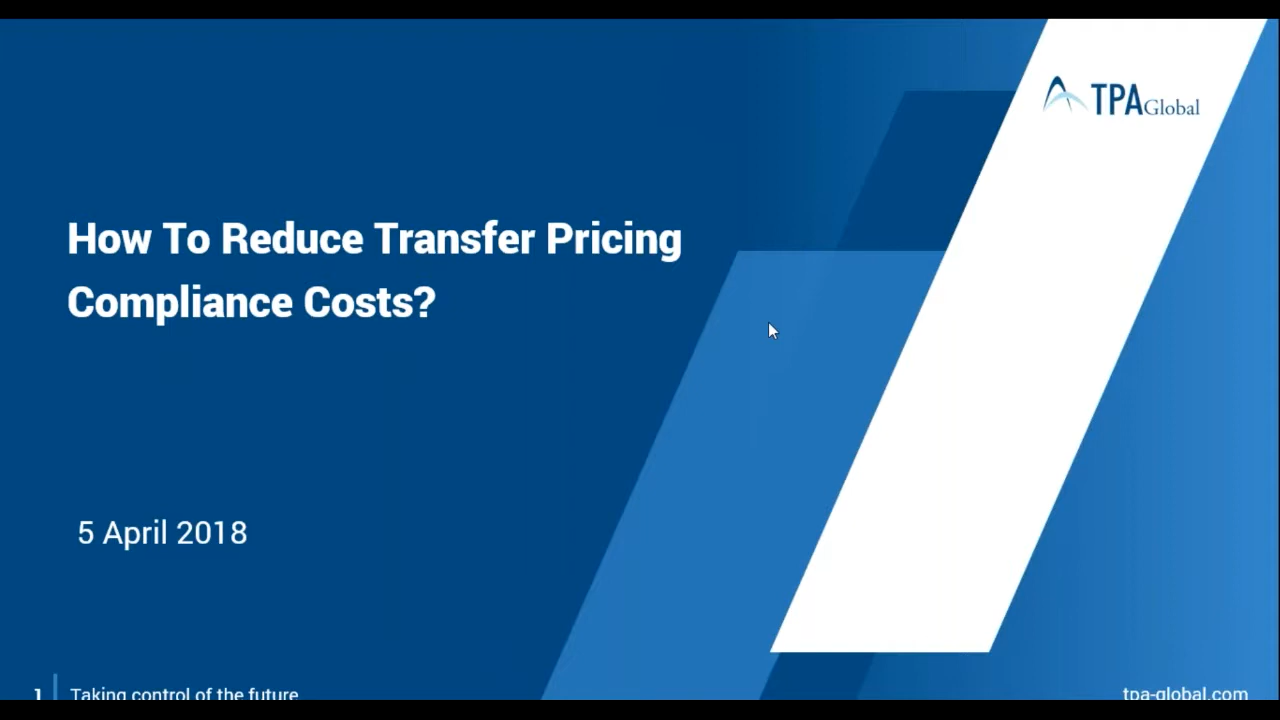 TPA Global
How To Reduce Transfer Pricing
Compliance Costs?
5 April 2018
1 Taking control of the future
tpa-global.com